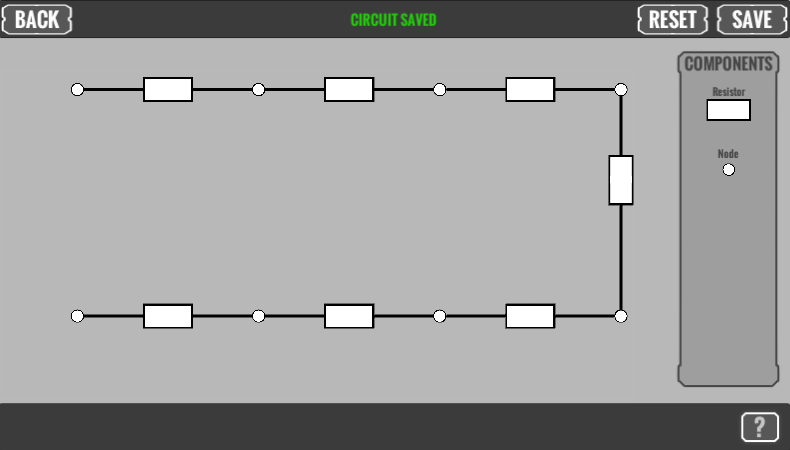 BACK
CIRCUIT SAVED
RESET
SAVE
COMPONENTS
Resistor
Node
?